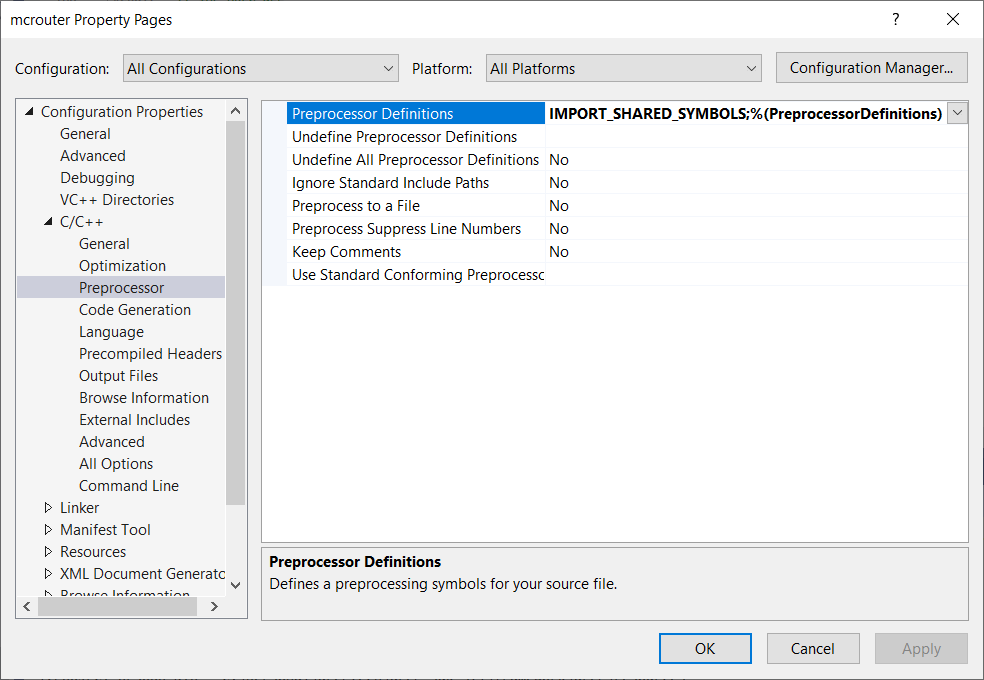 mcrouter Property Pages
?
Configuration: All Configurations Platform: All Platforms Configuration Manager...
Configuration Properties
General
Advanced
Debugging
VC++ Directories
C/C++
General
Optimization
Preprocessor
Code Generation
Language
Precompiled Headers
Output Files
Browse Information
External Includes
Advanced
All Options
Command Line
Linker
Manifest Tool
Resources
XML Document Generato
Browse Information
Preprocessor Definitions IMPORT_SHARED_SYMBOLS;%(PreprocessorDefinitions)
Undefine Preprocessor Definitions
Undefine All Preprocessor Definitions No
Ignore Standard Include Paths No
Preprocess to a File No
Preprocess Suppress Line Numbers No
Keep Comments No
Use Standard Conforming Preprocessc
Preprocessor Definitions
Defines a preprocessing symbols for your source file.
OK Cancel Apply